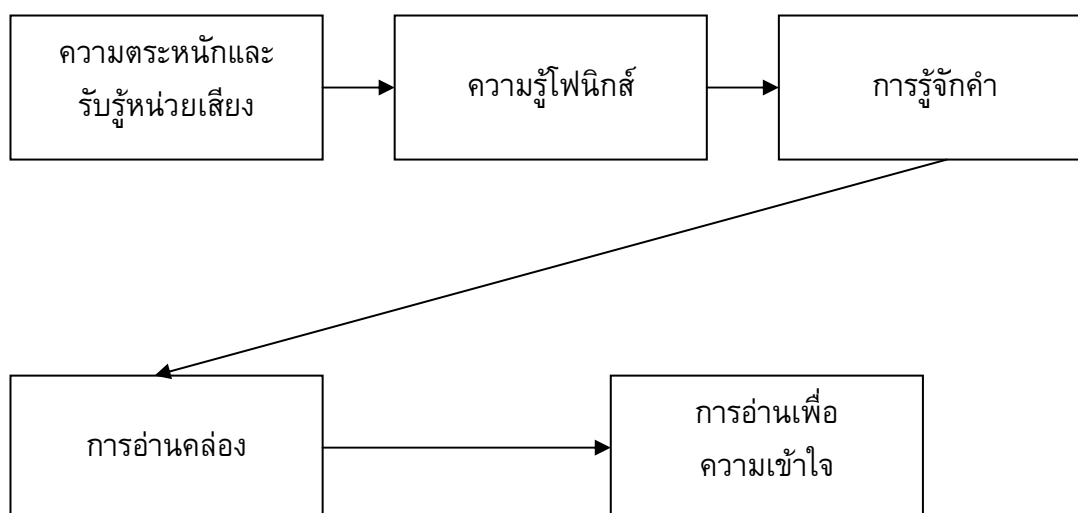 ความตระหนักและ
รับรู้หน่วยเสียง
ความรู้โฟนิกส์
การรู้จักคำ
การอ่านคล่อง
การอ่านเพื่อ
ความเข้าใจ